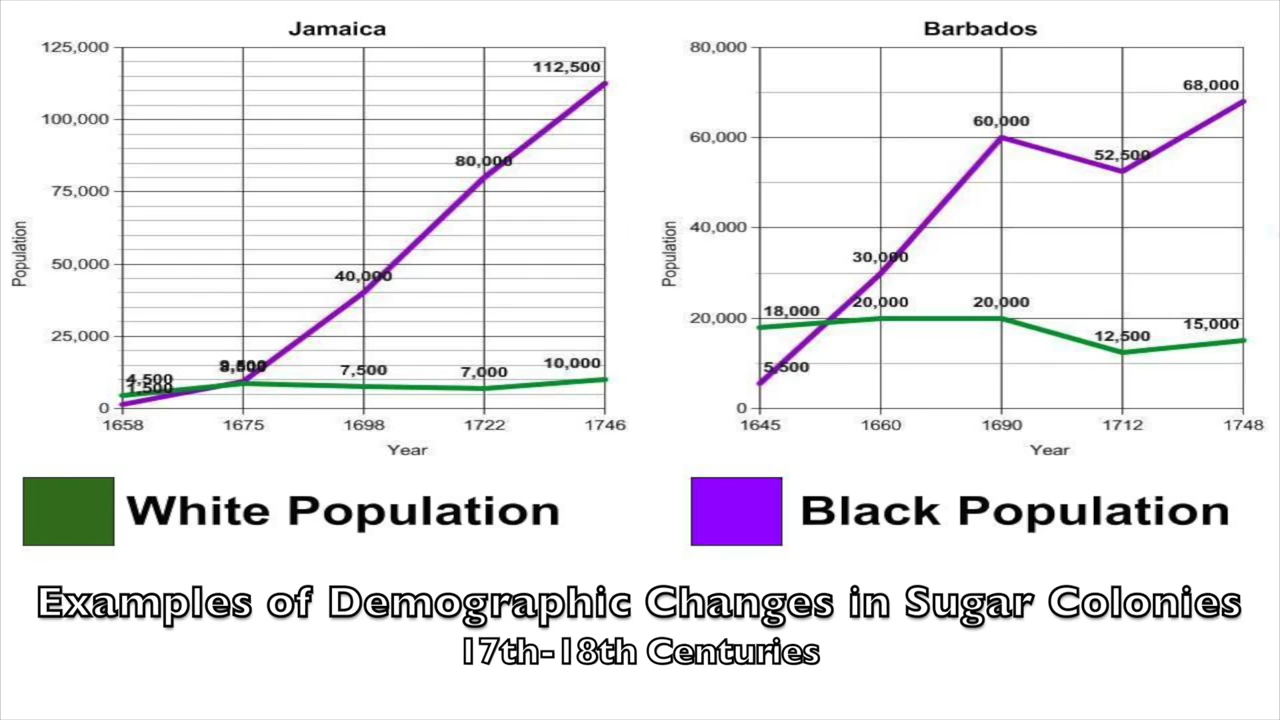 Jamaica
125,000
100,000
75,000
50,000
25,000
0
Population
112,500
80,000
40,000
4,500
1,500
7,500
7,000
10,000
1658 1675 1698 1722 1746
Year
Barbados
80,000
60,000
40,000
20,000
0
Population
68,000
60,000
52,500
30,000
18,000
20,000
20,000
12,500
15,000
5,500
1645 1660 1690 1712 1748
Year
White Population
Black Population
Examples of Demographic Changes in Sugar Colonies
17th-18th Centuries